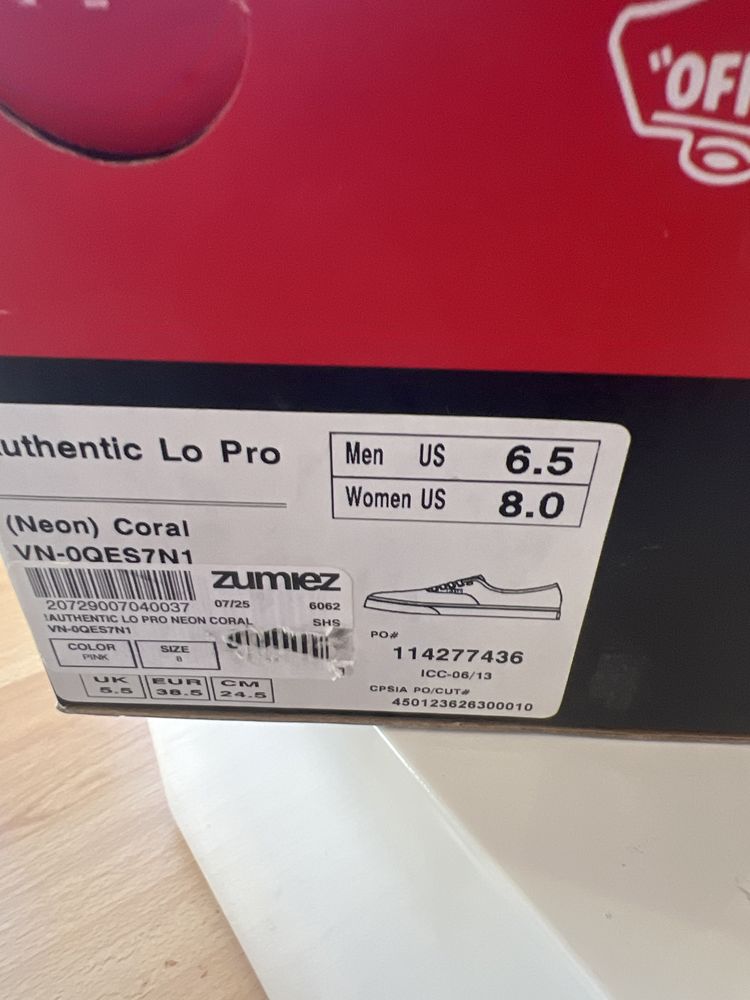 "OF
uthentic Lo Pro
Men US 6.5
Women US 8.0
(Neon) Coral
VN-0QES7N1
zumiez
20729007040037 07/25 6062
AUTHENTIC LO PRO NEON CORAL SHS
VN-0QES7N1
COLOR
PINK
SIZE
8
UK
5.5
EUR
38.5
CM
24.5
PO#
114277436
ICC-06/13
CPSIA PO/CUT#
450123626300010